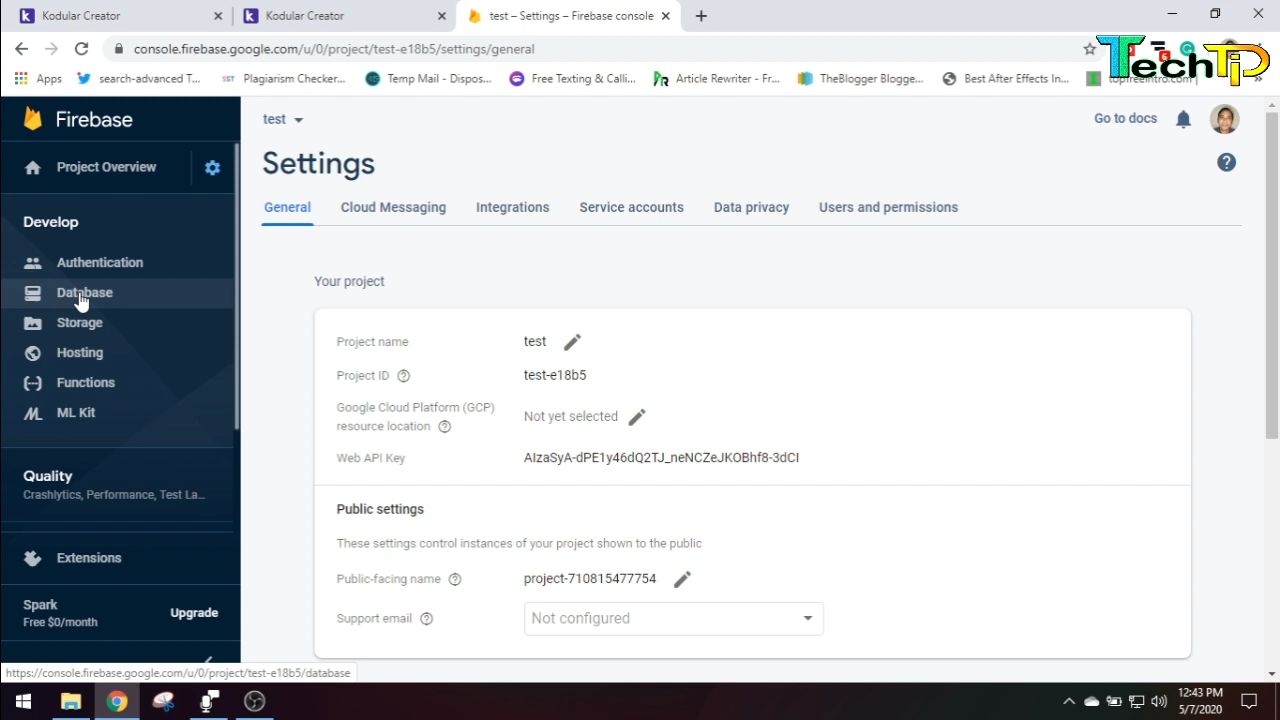 Kodular Creator
Kodular Creator
test – Settings – Firebase console
console.firebase.google.com/u/0/project/test-e18b5/settings/general
Apps
search-advanced T...
SST
Plagiarism Checker...
Temp Mail - Dispos...
Free Texting & Calli...
Article Rewriter - Fr...
TheBlogger Blogge...
Best After Effects In...
topfreeintro.com
TechTip
Firebase
Project Overview
Develop
Authentication
Database
Storage
Hosting
Functions
ML Kit
Quality
Crashlytics, Performance, Test La...
Extensions
Spark
Free $0/month
Upgrade
test
Go to docs
Settings
General
Cloud Messaging
Integrations
Service accounts
Data privacy
Users and permissions
Your project
Project name
test
Project ID
test-e18b5
Google Cloud Platform (GCP)
resource location
Not yet selected
Web API Key
AIzaSyA-dPE1y46dQ2TJ_neNCZeJKOBhf8-3dCI
Public settings
These settings control instances of your project shown to the public
Public-facing name
project-710815477754
Support email
Not configured
https://console.firebase.google.com/u/0/project/test-e18b5/database
12:43 PM
5/7/2020